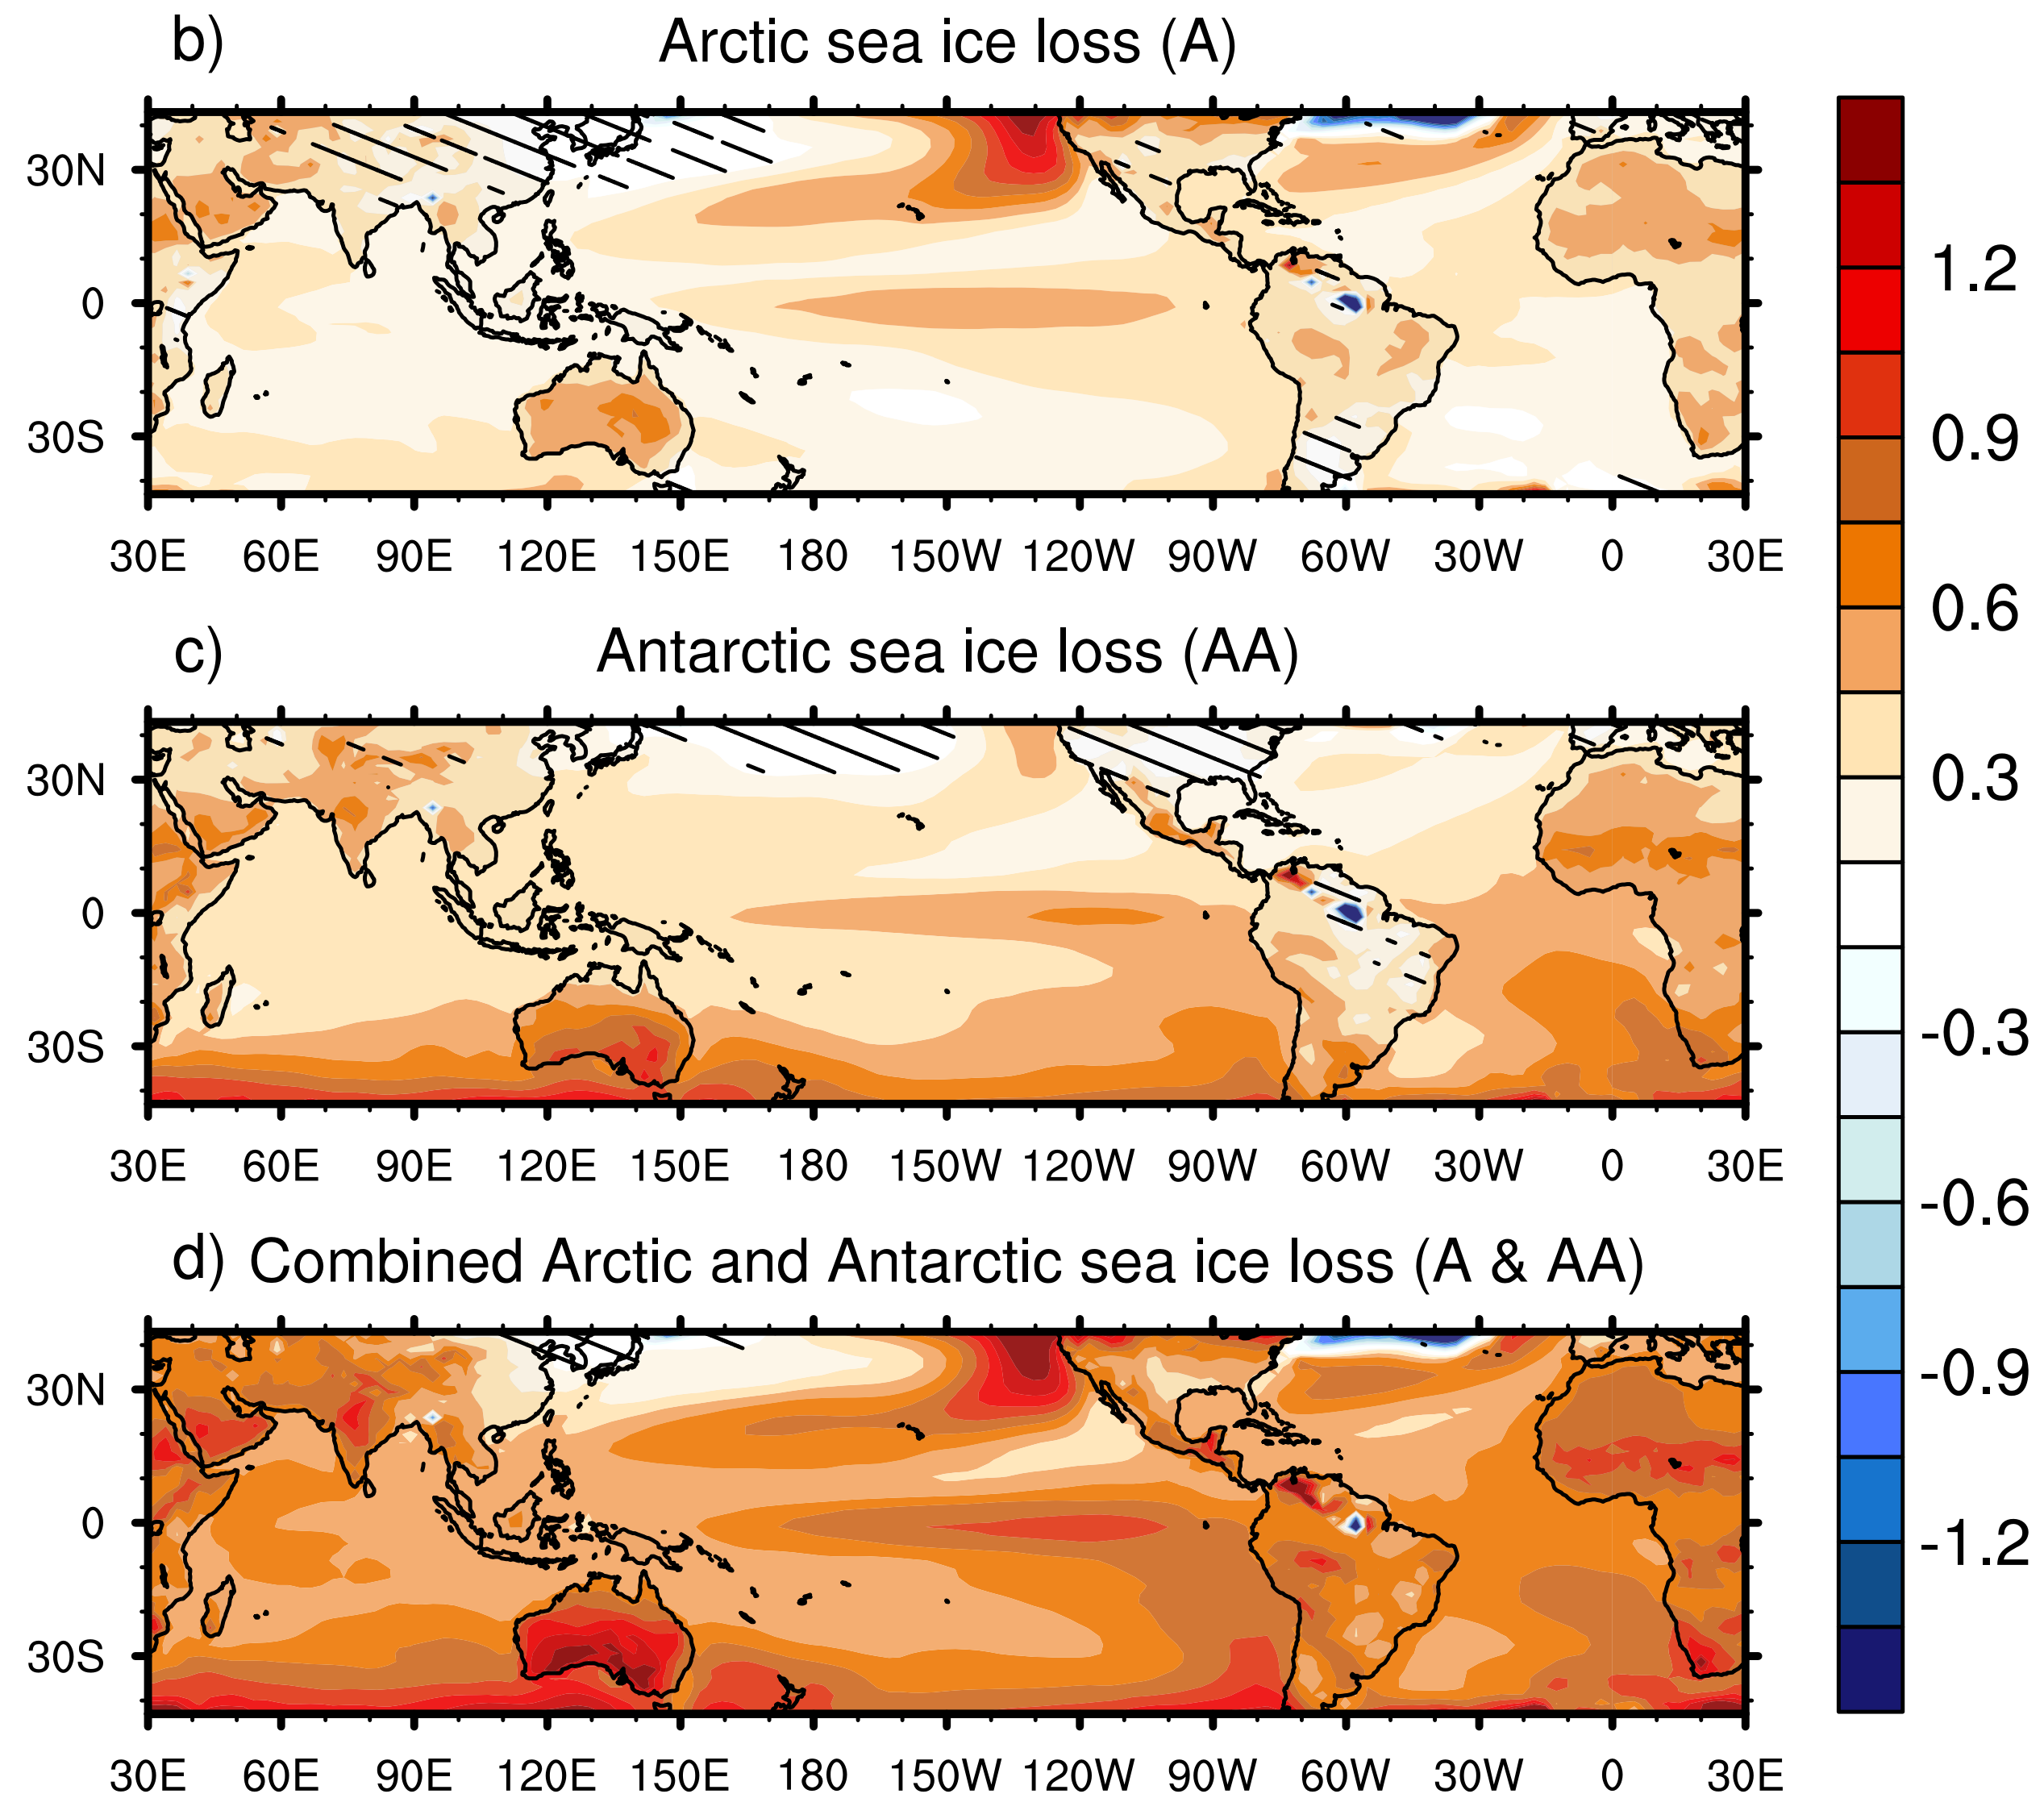 b) Arctic sea ice loss (A)
30N
0
30S
30E 60E 90E 120E 150E 180 150W 120W 90W 60W 30W 0 30E
c) Antarctic sea ice loss (AA)
30N
0
30S
30E 60E 90E 120E 150E 180 150W 120W 90W 60W 30W 0 30E
d) Combined Arctic and Antarctic sea ice loss (A & AA)
30N
0
30S
30E 60E 90E 120E 150E 180 150W 120W 90W 60W 30W 0 30E
1.2
0.9
0.6
0.3
-0.3
-0.6
-0.9
-1.2